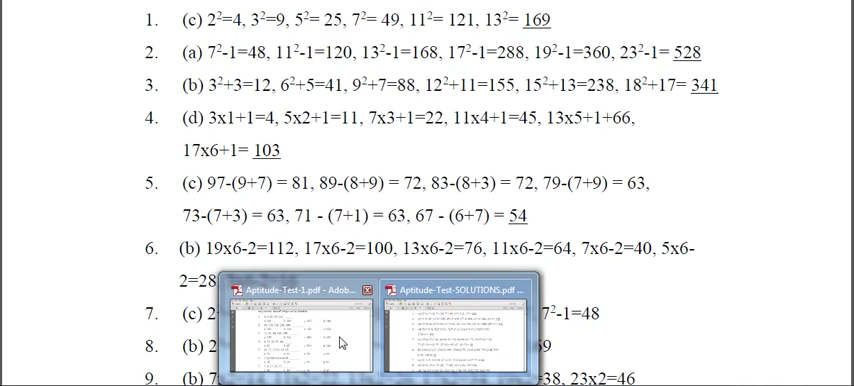 1. (c) 2²=4, 3²=9, 5²= 25, 7²= 49, 11²= 121, 13²= 169
2. (a) 7²-1=48, 11²-1=120, 13²-1=168, 17²-1=288, 19²-1=360, 23²-1= 528
3. (b) 3²+3=12, 6²+5=41, 9²+7=88, 12²+11=155, 15²+13=238, 18²+17= 341
4. (d) 3x1+1=4, 5x2+1=11, 7x3+1=22, 11x4+1=45, 13x5+1+66,
17x6+1= 103
5. (c) 97-(9+7) = 81, 89-(8+9) = 72, 83-(8+3) = 72, 79-(7+9) = 63,
73-(7+3) = 63, 71 - (7+1) = 63, 67 - (6+7) = 54
6. (b) 19x6-2=112, 17x6-2=100, 13x6-2=76, 11x6-2=64, 7x6-2=40, 5x6-
2=28
Aptitude-Test-1.pdf - Adob... Aptitude-Test-SOLUTIONS.pdf ...
7. (c) 2 7²-1=48
8. (b) 2
9. (b) 7 =38, 23x2=46